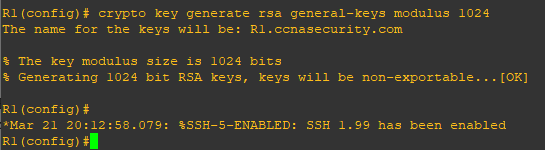 R1(config)# crypto key generate rsa general-keys modulus 1024
The name for the keys will be: R1.ccnasecurity.com
% The key modulus size is 1024 bits
% Generating 1024 bit RSA keys, keys will be non-exportable...[OK]
R1(config)#
*Mar 21 20:12:58.079: %SSH-5-ENABLED: SSH 1.99 has been enabled
R1(config)#